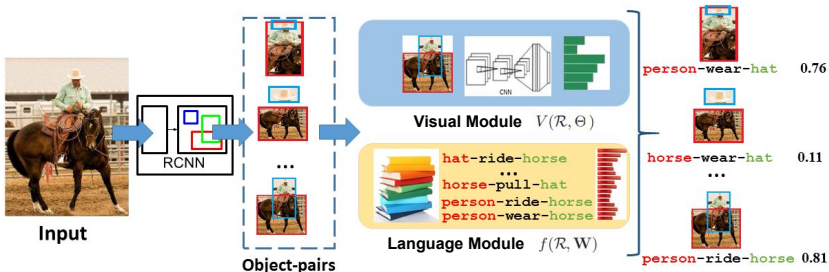 Input
RCNN
...
Object-pairs
CNN
Visual Module V(R, Θ)
hat-ride-horse
...
horse-pull-hat
person-ride-horse
person-wear-horse
Language Module f(R, W)
person-wear-hat 0.76
horse-wear-hat 0.11
...
person-ride-horse 0.81